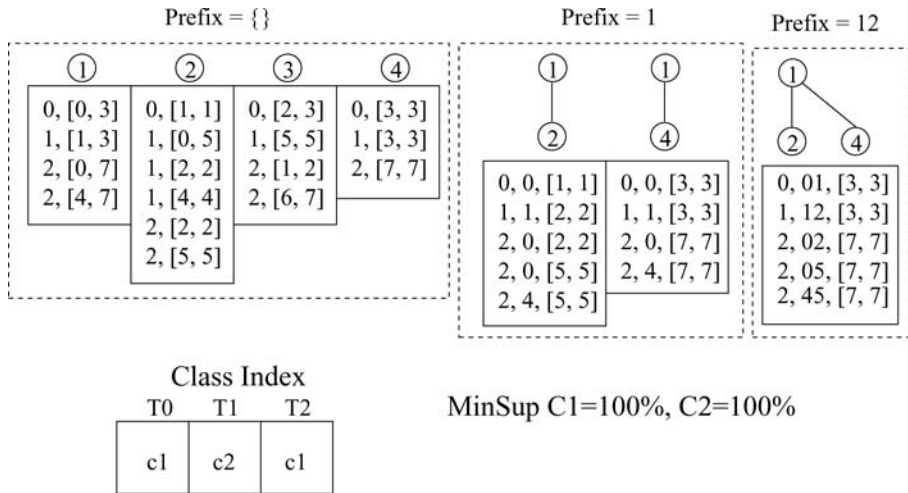 Prefix = {}
1 2 3 4
0, [0, 3]
1, [1, 3]
2, [0, 7]
2, [4, 7]
0, [1, 1]
1, [0, 5]
1, [2, 2]
1, [4, 4]
2, [2, 2]
2, [5, 5]
0, [2, 3]
1, [5, 5]
2, [1, 2]
2, [6, 7]
0, [3, 3]
1, [3, 3]
2, [7, 7]
Prefix = 1
1 1
2 4
0, 0, [1, 1]
1, 1, [2, 2]
2, 0, [2, 2]
2, 0, [5, 5]
2, 4, [5, 5]
0, 0, [3, 3]
1, 1, [3, 3]
2, 0, [7, 7]
2, 4, [7, 7]
Prefix = 12
1
2 4
0, 01, [3, 3]
1, 12, [3, 3]
2, 02, [7, 7]
2, 05, [7, 7]
2, 45, [7, 7]
Class Index
T0 T1 T2
c1 c2 c1
MinSup C1=100%, C2=100%